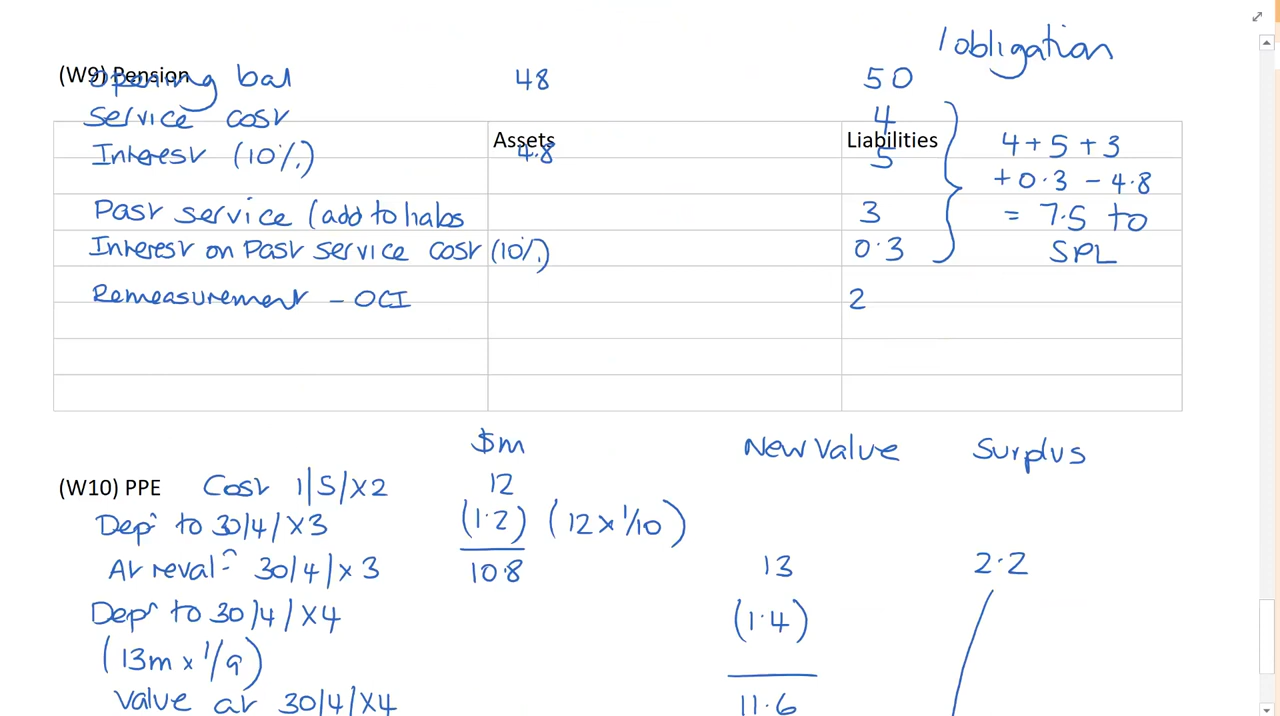 /obligation
(W9) Pension
Opening bal 48 50
Service cost 4
Assets Liabilities
Interest (10%) 4.8 5 4+5+3
+0.3 - 4.8
Past service (add to liabs 3 = 7.5 to
Interest on Past service cost (10%) 0.3 SPL
Remeasurement - OCI 2
$m New Value Surplus
(W10) PPE Cost 1/5/X2 12
Depn to 30/4/X3 (1.2) (12 x 1/10)
At revaln 30/4/X3 10.8 13 2.2
Depn to 30/4/X4 (1.4)
(13m x 1/9)
Value at 30/4/X4 11.6